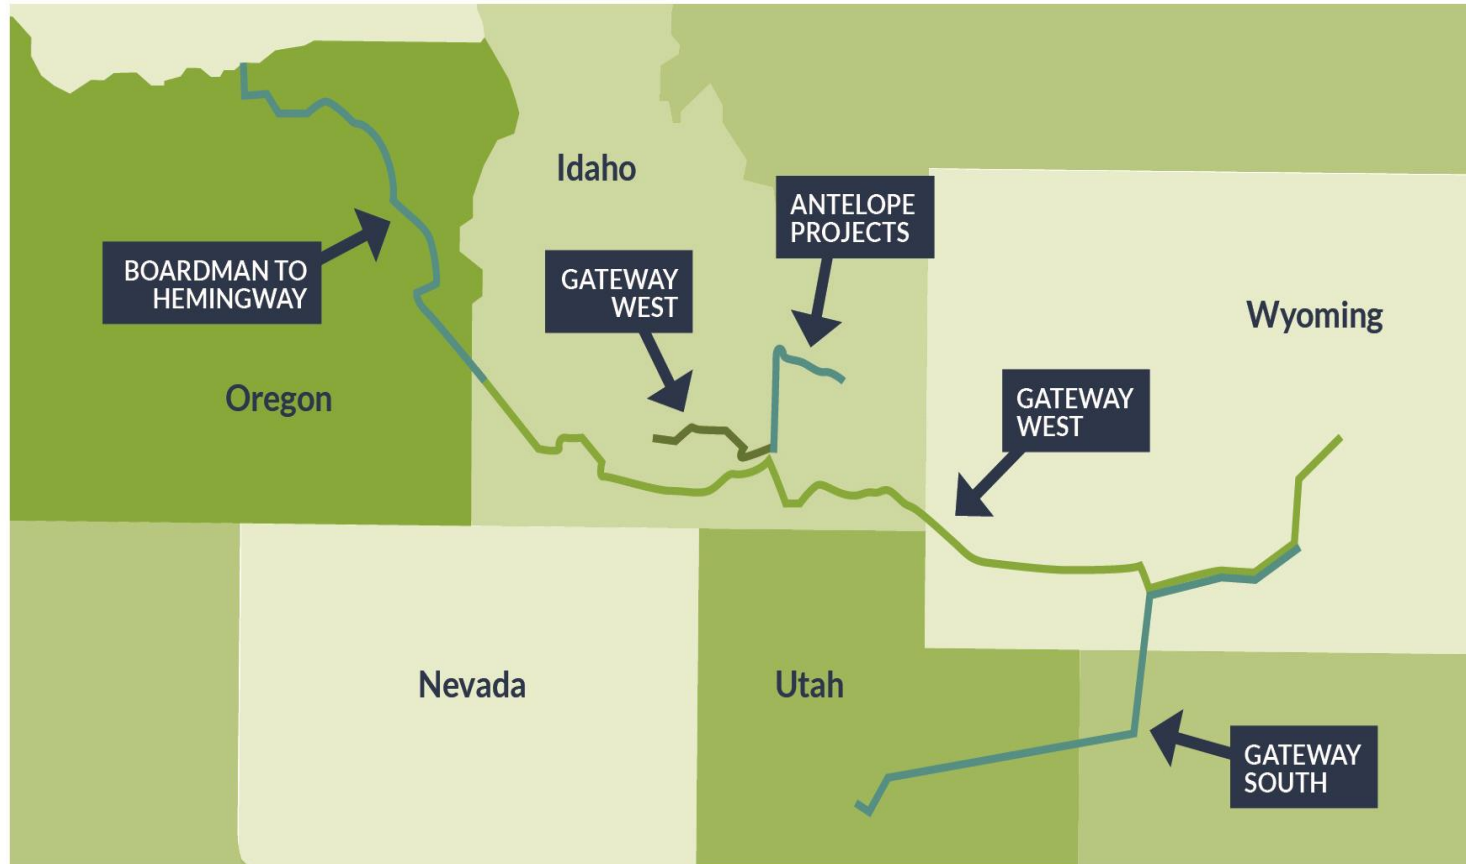 Idaho
ANTELOPE
PROJECTS
BOARDMAN TO
HEMINGWAY
GATEWAY
WEST
Wyoming
Oregon
GATEWAY
WEST
Nevada
Utah
GATEWAY
SOUTH